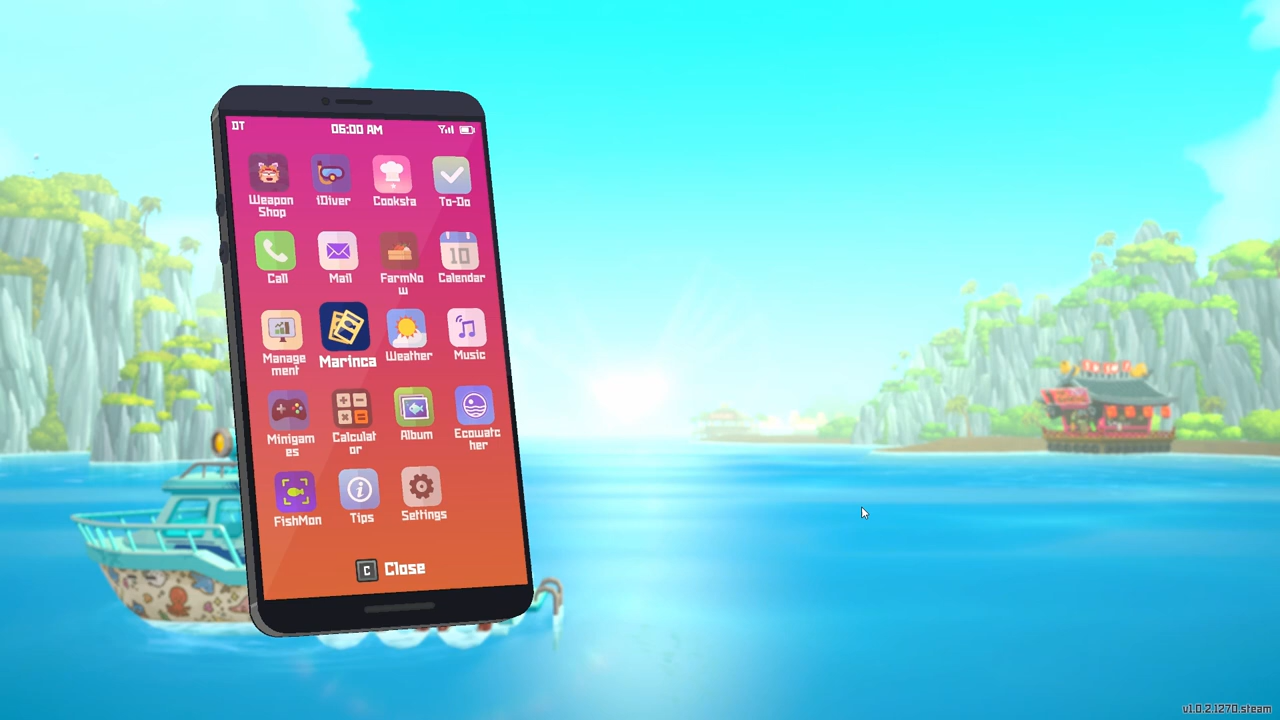 DT
06:00 AM
Weapon
Shop
iDiver
Cooksta
To-Do
Call
Mail
FarmNo
w
10
Calendar
Manage
ment
Marinca
Weather
Music
Minigam
es
Calculat
or
Album
Ecowatc
her
FishMon
Tips
Settings
C Close
v1.0.2.1270.steam